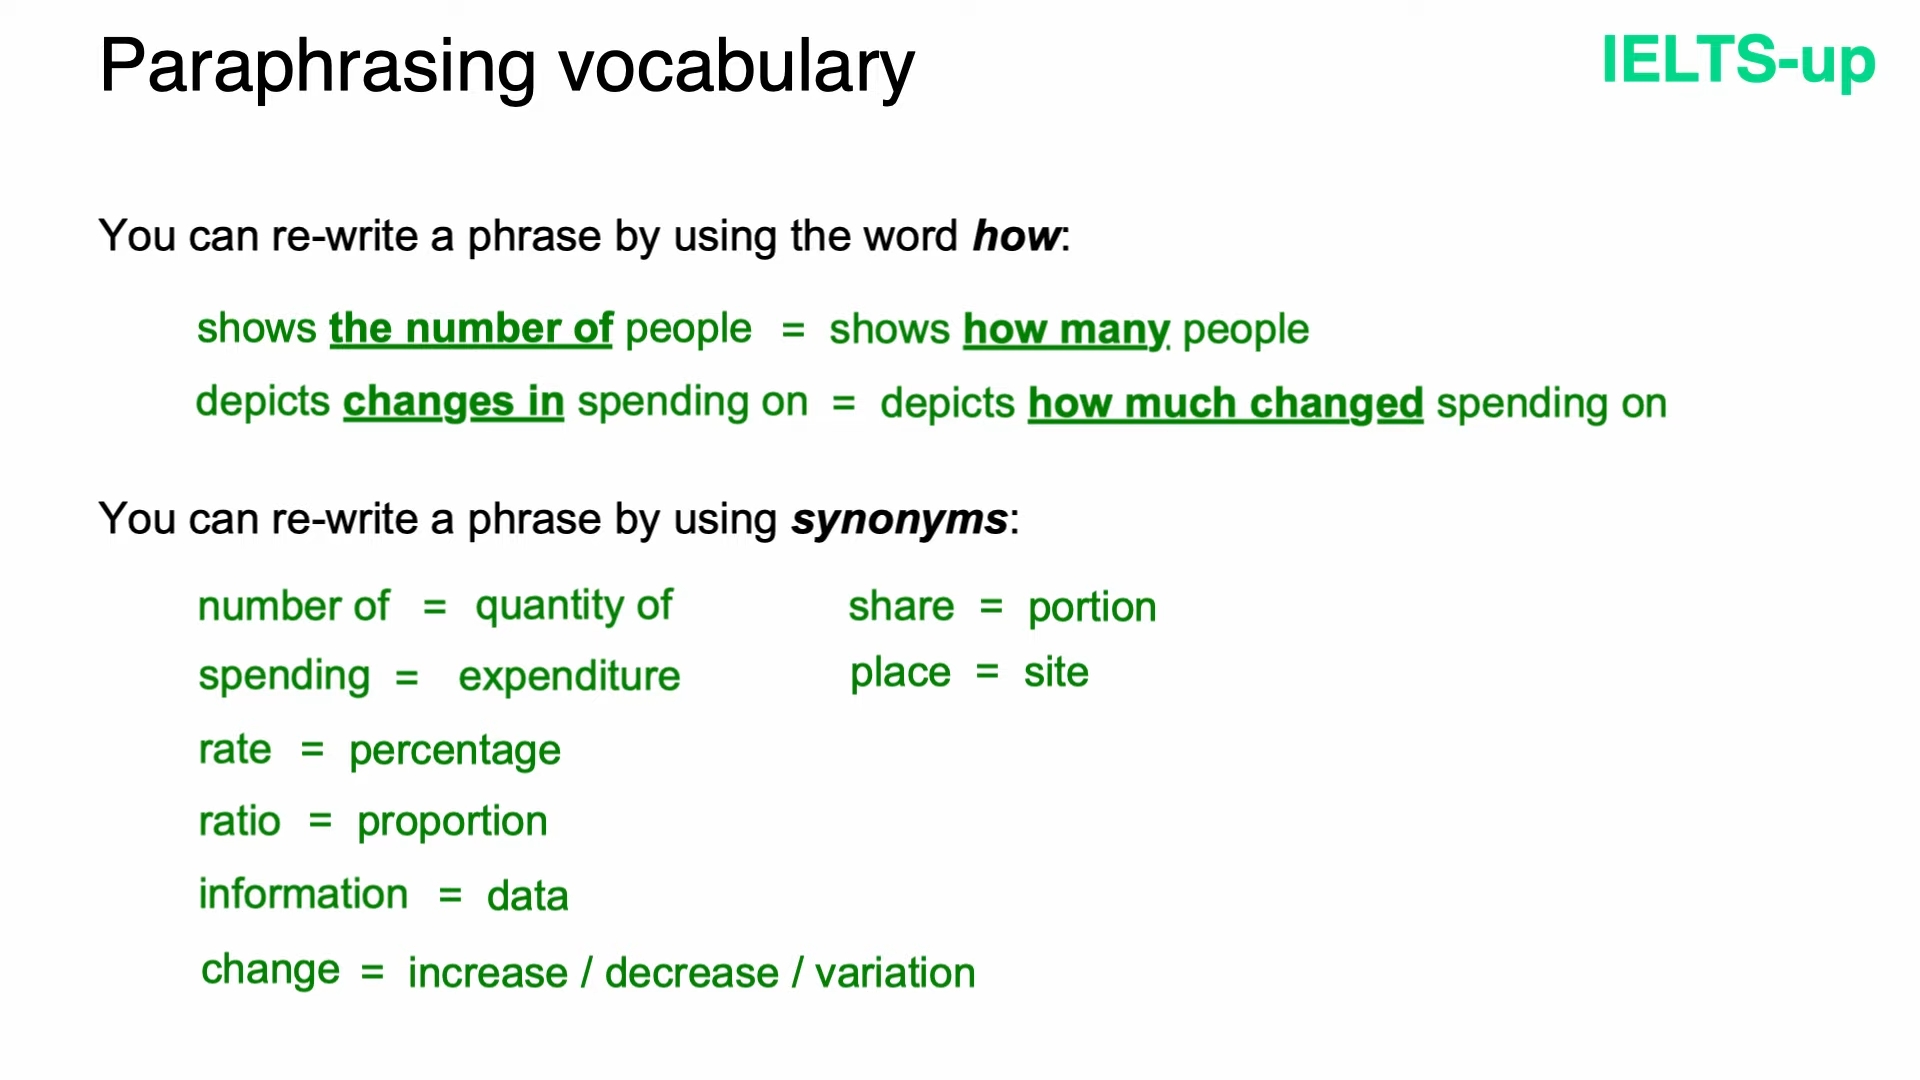 Paraphrasing vocabulary
IELTS-up
You can re-write a phrase by using the word how:
shows the number of people = shows how many people
depicts changes in spending on = depicts how much changed spending on
You can re-write a phrase by using synonyms:
number of = quantity of
spending = expenditure
rate = percentage
ratio = proportion
information = data
change = increase / decrease / variation
share = portion
place = site